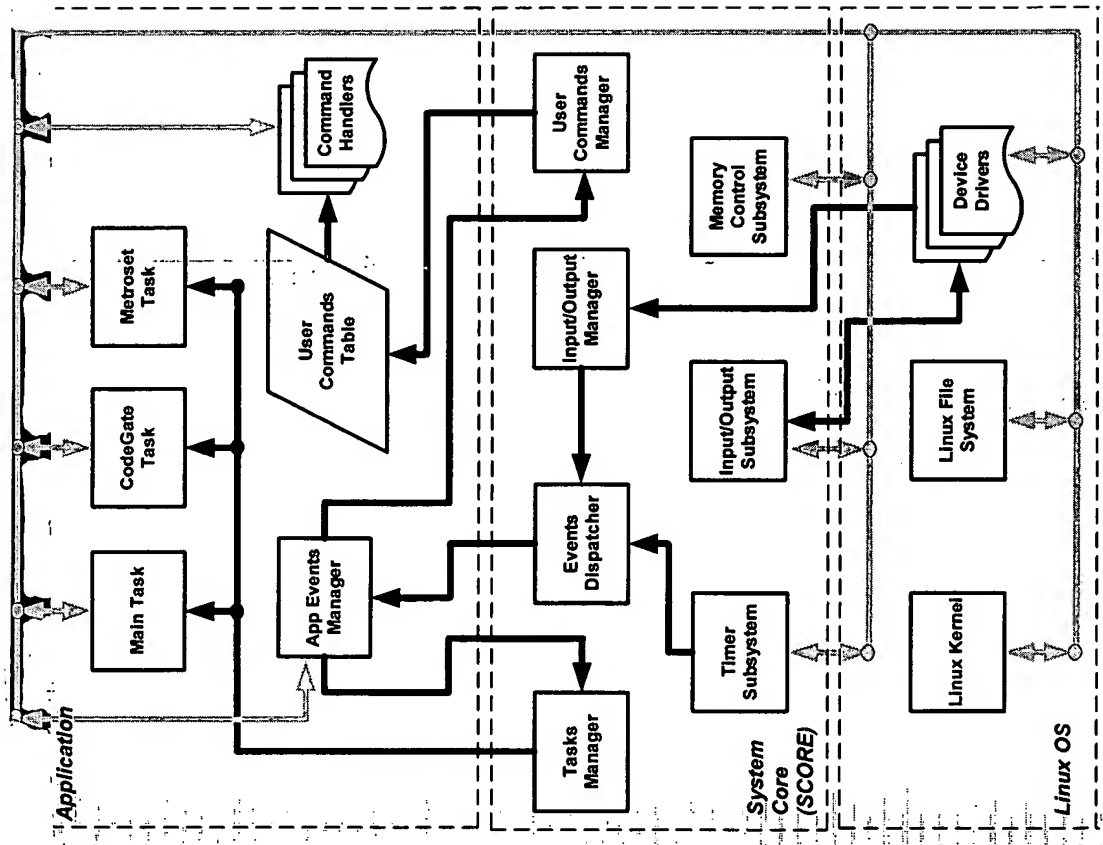 Application
Main Task
CodeGate
Task
Metroset
Task
App Events
Manager
User
Commands
Table
Command
Handlers
Tasks
Manager
Events
Dispatcher
Input/Output
Manager
User
Commands
Manager
System
Core
(SCORE)
Timer
Subsystem
Input/Output
Subsystem
Memory
Control
Subsystem
Linux OS
Linux Kernel
Linux File
System
Device
Drivers